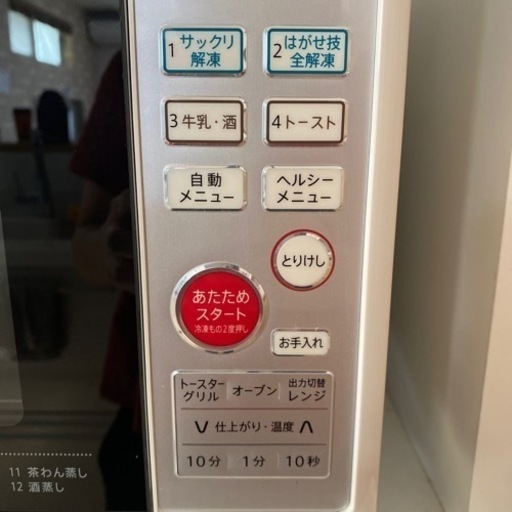 1 サックリ
解凍
2 はがせ技
全解凍
3 牛乳・酒
4 トースト
自動
メニュー
ヘルシー
メニュー
とりけし
あたため
スタート
冷凍もの2度押し
お手入れ
トースター
グリル
オーブン
出力切替
レンジ
∨ 仕上がり・温度 ∧
10分
1分
10秒
11 茶わん蒸し
12 酒蒸し